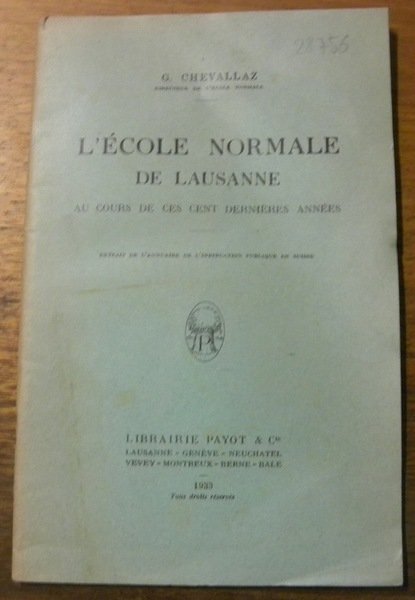 28755
G. CHEVALLAZ
DIRECTEUR DE L'ÉCOLE NORMALE
L'ÉCOLE NORMALE
DE LAUSANNE
AU COURS DE CES CENT DERNIÈRES ANNÉES
EXTRAIT DE L'ANNUAIRE DE L'INSTRUCTION PUBLIQUE EN SUISSE
LIBRAIRIE PAYOT & Cie
LAUSANNE - GENÈVE - NEUCHATEL
VEVEY - MONTREUX - BERNE - BALE
1933
Tous droits réservés